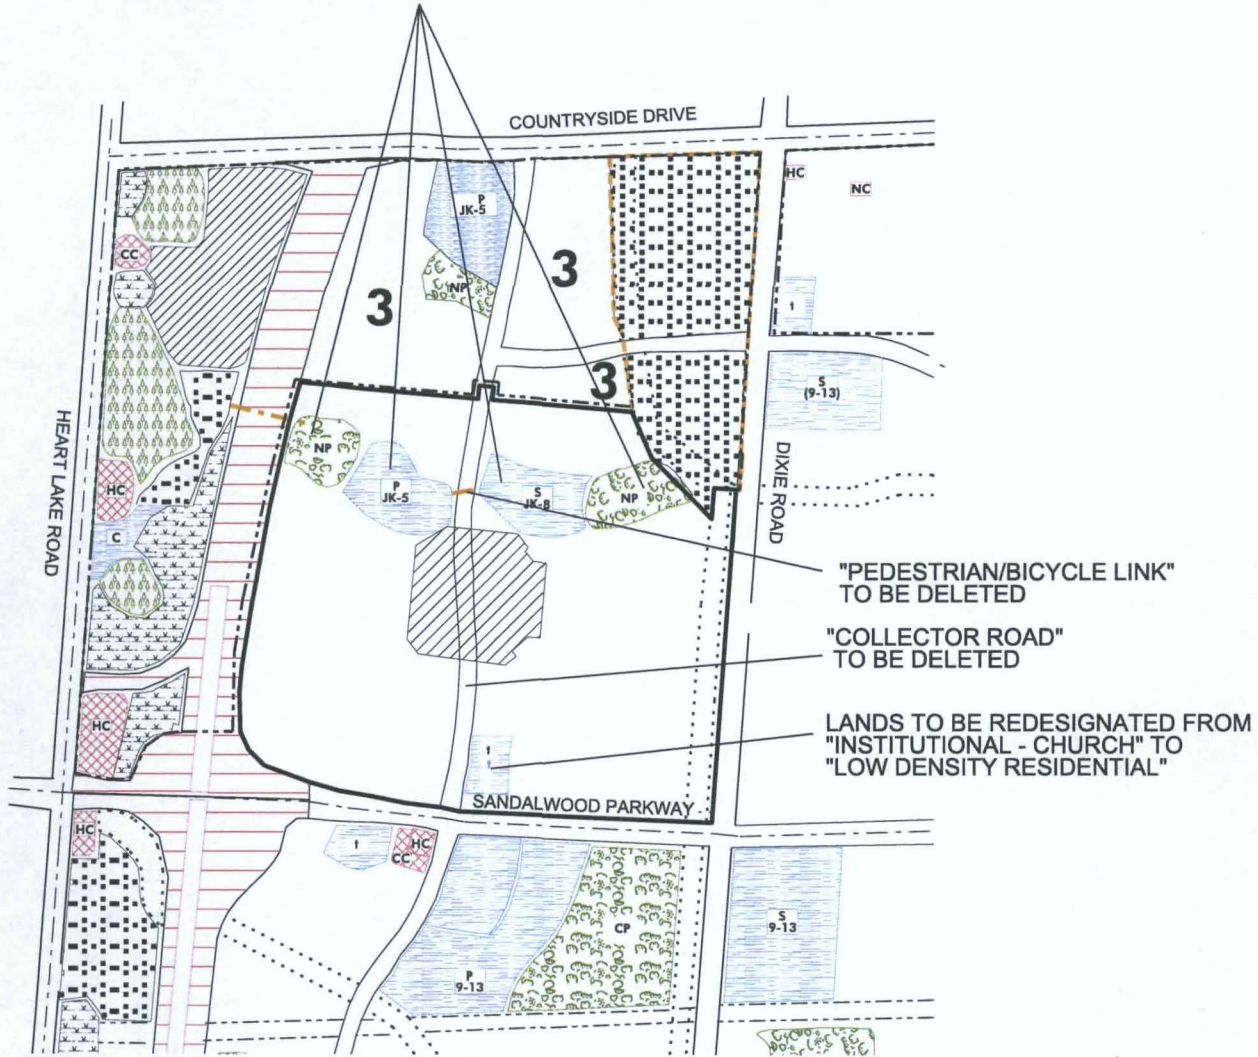 COUNTRYSIDE DRIVE
P
JK-5
HC
NC
CC
3
NP
3
t
3
S
(9-13)
HEART LAKE ROAD
NP
P
JK-5
S
JK-8
NP
DIXIE ROAD
HC
C
"PEDESTRIAN/BICYCLE LINK"
TO BE DELETED
"COLLECTOR ROAD"
TO BE DELETED
HC
LANDS TO BE REDESIGNATED FROM
"INSTITUTIONAL - CHURCH" TO
"LOW DENSITY RESIDENTIAL"
t
SANDALWOOD PARKWAY
HC
t
HC
CC
CP
S
9-13
P
9-13